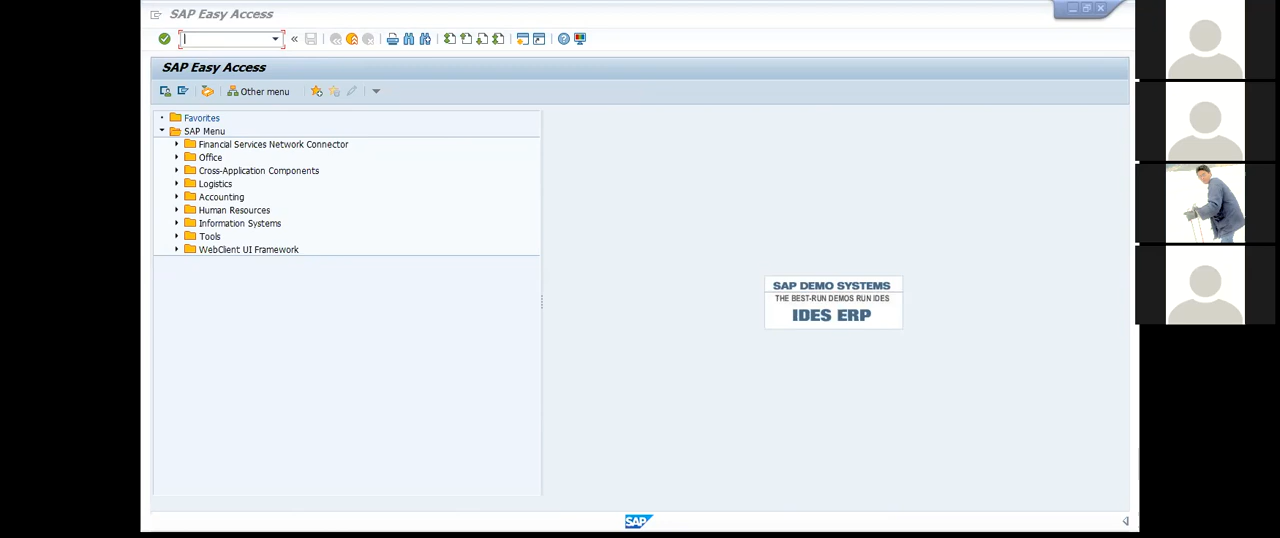 SAP Easy Access
SAP Easy Access
Other menu
Favorites
SAP Menu
Financial Services Network Connector
Office
Cross-Application Components
Logistics
Accounting
Human Resources
Information Systems
Tools
WebClient UI Framework
SAP DEMO SYSTEMS
THE BEST-RUN DEMOS RUN IDES
IDES ERP
SAP